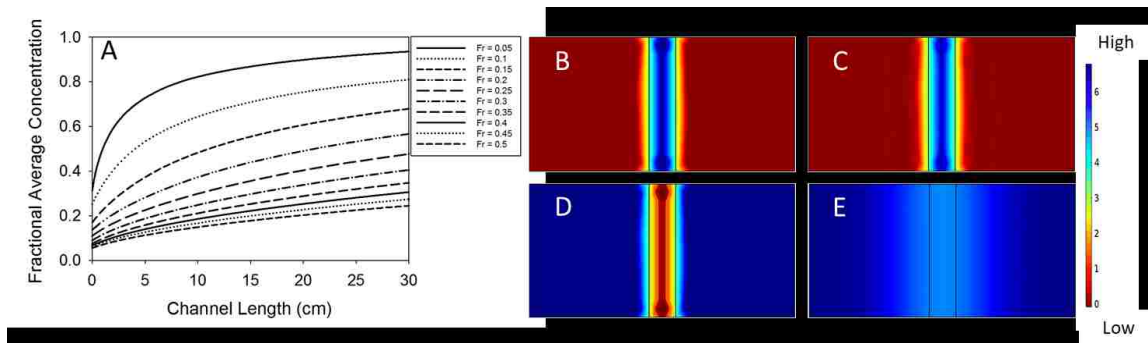 A
Fractional Average Concentration
1.0
0.8
0.6
0.4
0.2
0.0
0 5 10 15 20 25 30
Channel Length (cm)
Fr = 0.05
Fr = 0.1
Fr = 0.15
Fr = 0.2
Fr = 0.25
Fr = 0.3
Fr = 0.35
Fr = 0.4
Fr = 0.45
Fr = 0.5
B
C
D
E
High
6
5
4
3
2
1
0
Low